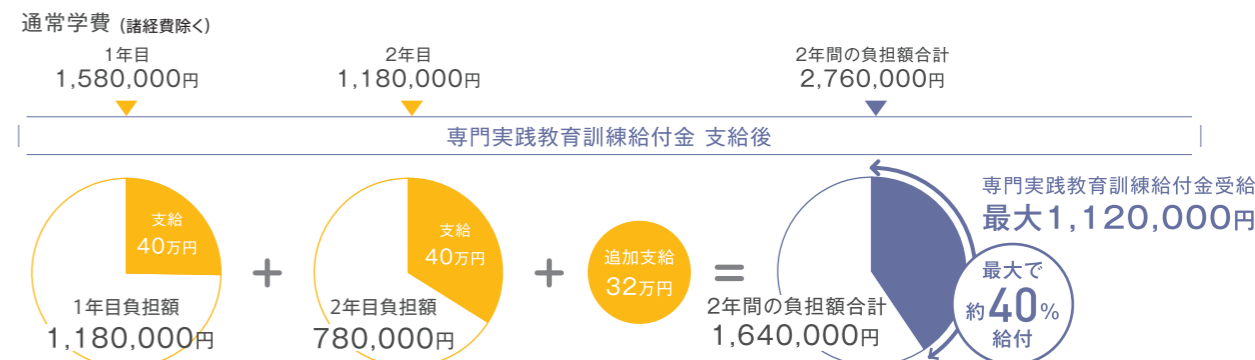 通常学費 (諸経費除く)
1年目
1,580,000円
2年目
1,180,000円
2年間の負担額合計
2,760,000円
専門実践教育訓練給付金 支給後
支給
40万円
1年目負担額
1,180,000円
+
支給
40万円
2年目負担額
780,000円
+
追加支給
32万円
=
2年間の負担額合計
1,640,000円
専門実践教育訓練給付金受給
最大1,120,000円
最大で
約40%
給付